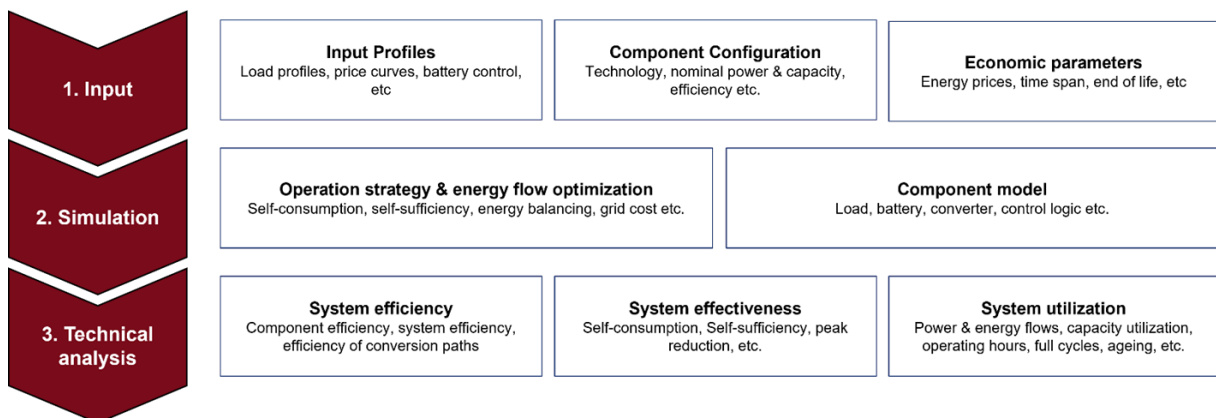 1. Input
Input Profiles
Load profiles, price curves, battery control,
etc
Component Configuration
Technology, nominal power & capacity,
efficiency etc.
Economic parameters
Energy prices, time span, end of life, etc
2. Simulation
Operation strategy & energy flow optimization
Self-consumption, self-sufficiency, energy balancing, grid cost etc.
Component model
Load, battery, converter, control logic etc.
3. Technical
analysis
System efficiency
Component efficiency, system efficiency,
efficiency of conversion paths
System effectiveness
Self-consumption, Self-sufficiency, peak
reduction, etc.
System utilization
Power & energy flows, capacity utilization,
operating hours, full cycles, ageing, etc.